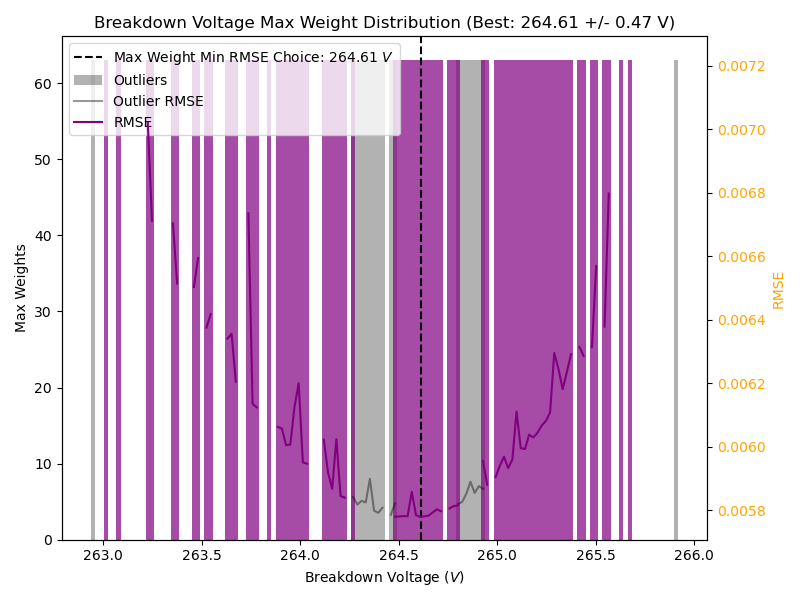 Breakdown Voltage Max Weight Distribution (Best: 264.61 +/- 0.47 V)
Max Weight Min RMSE Choice: 264.61 V
Outliers
Outlier RMSE
RMSE
60
50
40
30
20
10
0
Max Weights
0.0072
0.0070
0.0068
0.0066
0.0064
0.0062
0.0060
0.0058
RMSE
263.0 263.5 264.0 264.5 265.0 265.5 266.0
Breakdown Voltage (V)